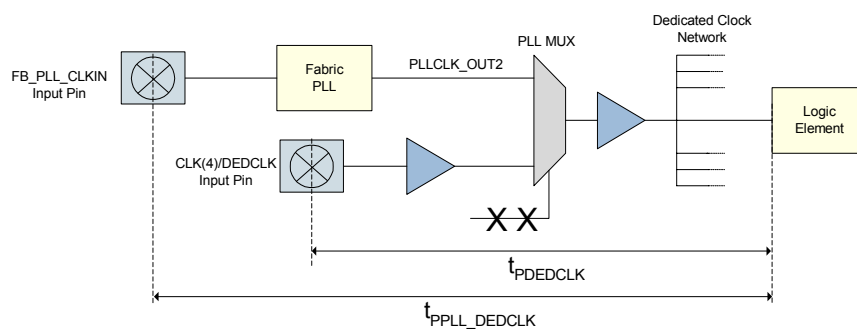 Dedicated Clock
Network
PLL MUX
FB_PLL_CLKIN
Input Pin
Fabric
PLL
PLLCLK_OUT2
Logic
Element
CLK(4)/DEDCLK
Input Pin
X X
tPDEDCLK
tPPLL_DEDCLK